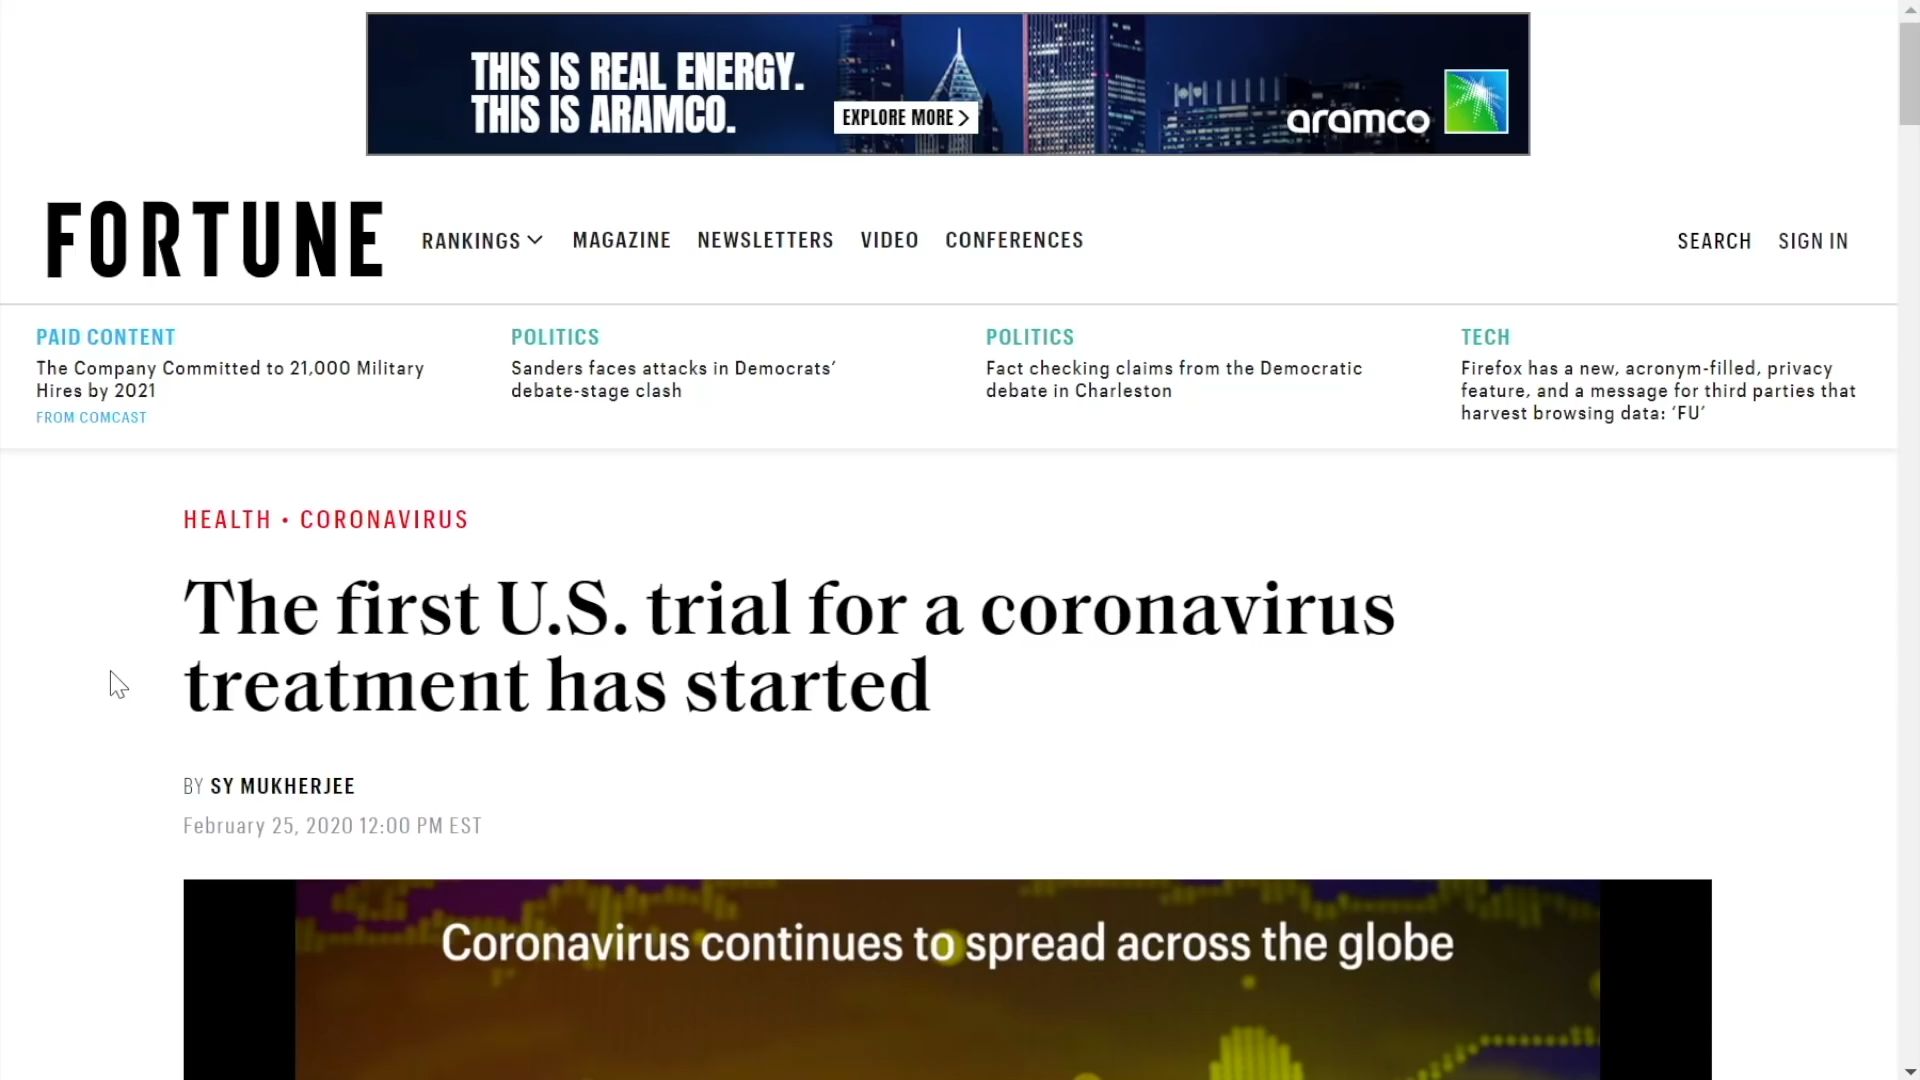 THIS IS REAL ENERGY.
THIS IS ARAMCO.
EXPLORE MORE >
aramco
FORTUNE
RANKINGS
MAGAZINE
NEWSLETTERS
VIDEO
CONFERENCES
SEARCH
SIGN IN
PAID CONTENT
The Company Committed to 21,000 Military
Hires by 2021
FROM COMCAST
POLITICS
Sanders faces attacks in Democrats’
debate-stage clash
POLITICS
Fact checking claims from the Democratic
debate in Charleston
TECH
Firefox has a new, acronym-filled, privacy
feature, and a message for third parties that
harvest browsing data: ‘FU’
HEALTH • CORONAVIRUS
The first U.S. trial for a coronavirus
treatment has started
BY SY MUKHERJEE
February 25, 2020 12:00 PM EST
Coronavirus continues to spread across the globe